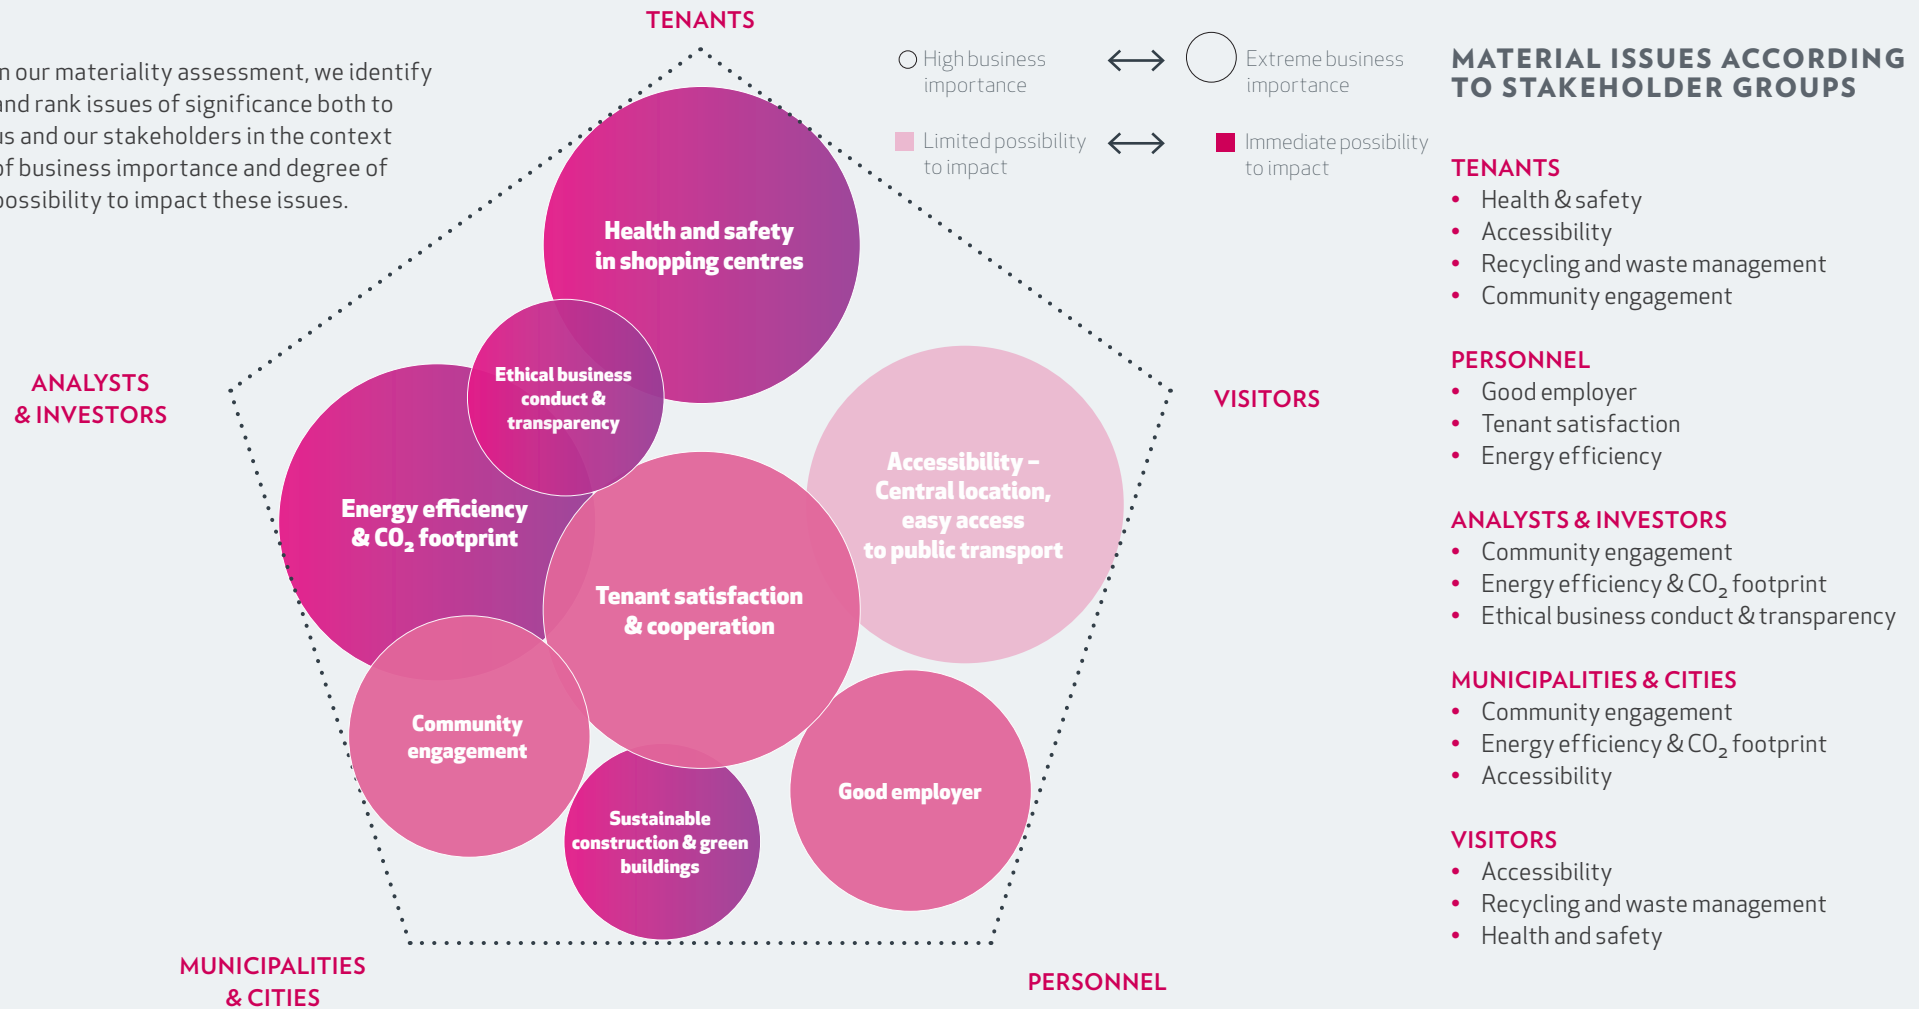 TENANTS
n our materiality assessment, we identify
and rank issues of significance both to
us and our stakeholders in the context
of business importance and degree of
possibility to impact these issues.
High business
importance
Extreme business
importance
Limited possibility
to impact
Immediate possibility
to impact
Health and safety
in shopping centres
ANALYSTS
& INVESTORS
Ethical business
conduct &
transparency
VISITORS
Energy efficiency
& CO₂ footprint
Accessibility –
Central location,
easy access
to public transport
Tenant satisfaction
& cooperation
Community
engagement
Good employer
Sustainable
construction & green
buildings
MUNICIPALITIES
& CITIES
PERSONNEL
MATERIAL ISSUES ACCORDING
TO STAKEHOLDER GROUPS
TENANTS
• Health & safety
• Accessibility
• Recycling and waste management
• Community engagement
PERSONNEL
• Good employer
• Tenant satisfaction
• Energy efficiency
ANALYSTS & INVESTORS
• Community engagement
• Energy efficiency & CO₂ footprint
• Ethical business conduct & transparency
MUNICIPALITIES & CITIES
• Community engagement
• Energy efficiency & CO₂ footprint
• Accessibility
VISITORS
• Accessibility
• Recycling and waste management
• Health and safety